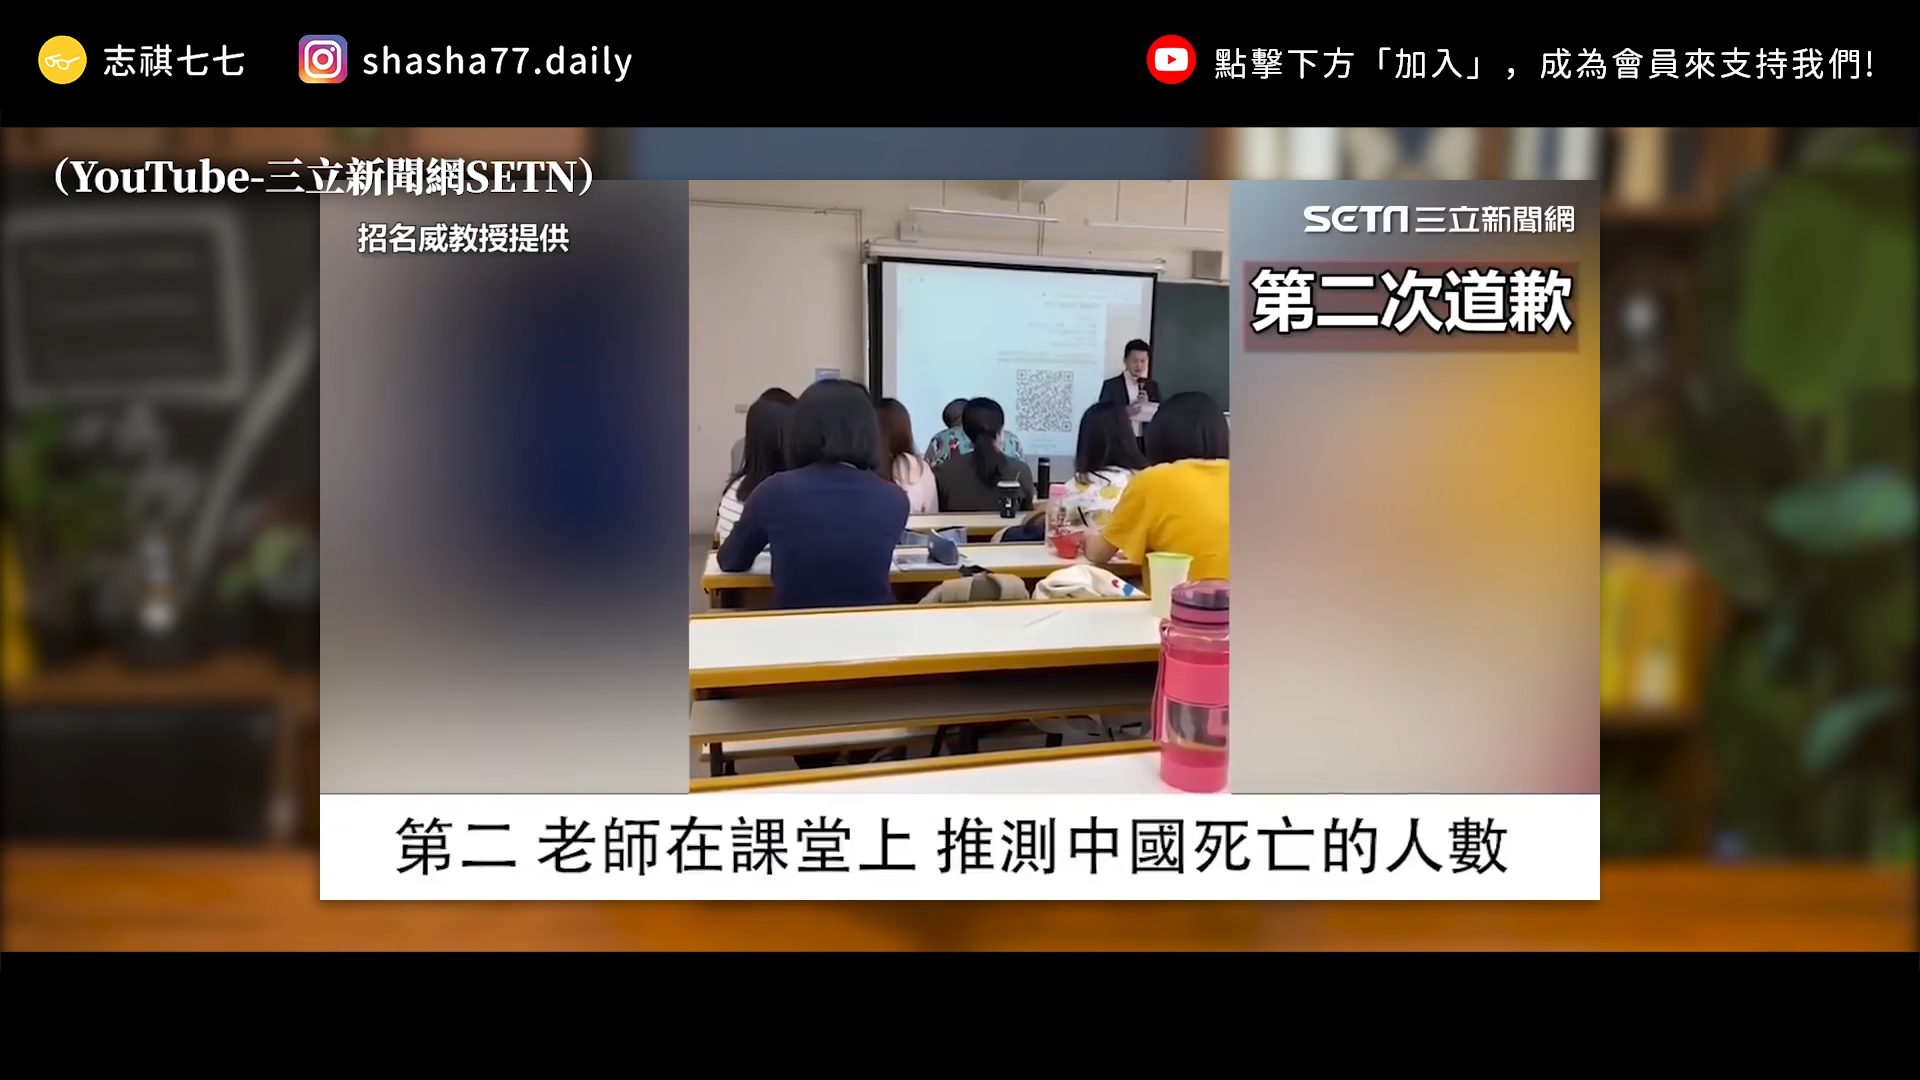 志祺七七
shasha77.daily
點擊下方「加入」，成為會員來支持我們!
（YouTube-三立新聞網SETN）
招名威教授提供
SETN三立新聞網
第二次道歉
第二 老師在課堂上 推測中國死亡的人數